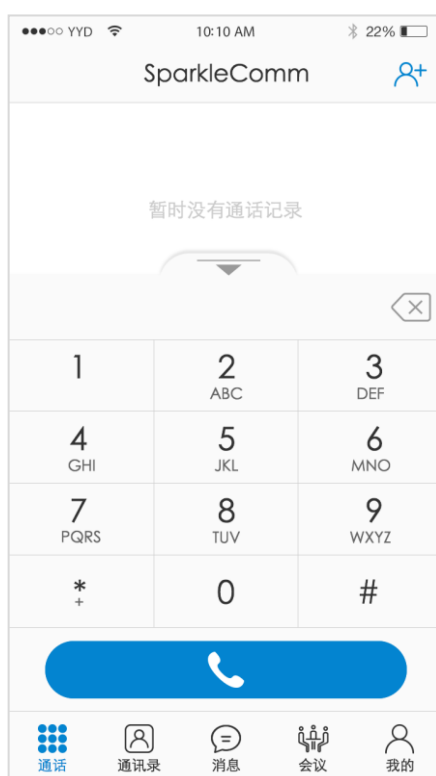 YYD 10:10 AM 22%
SparkleComm
暂时没有通话记录
1 2 3
ABC DEF
4 5 6
GHI JKL MNO
7 8 9
PQRS TUV WXYZ
* 0 #
+
通话 通讯录 消息 会议 我的